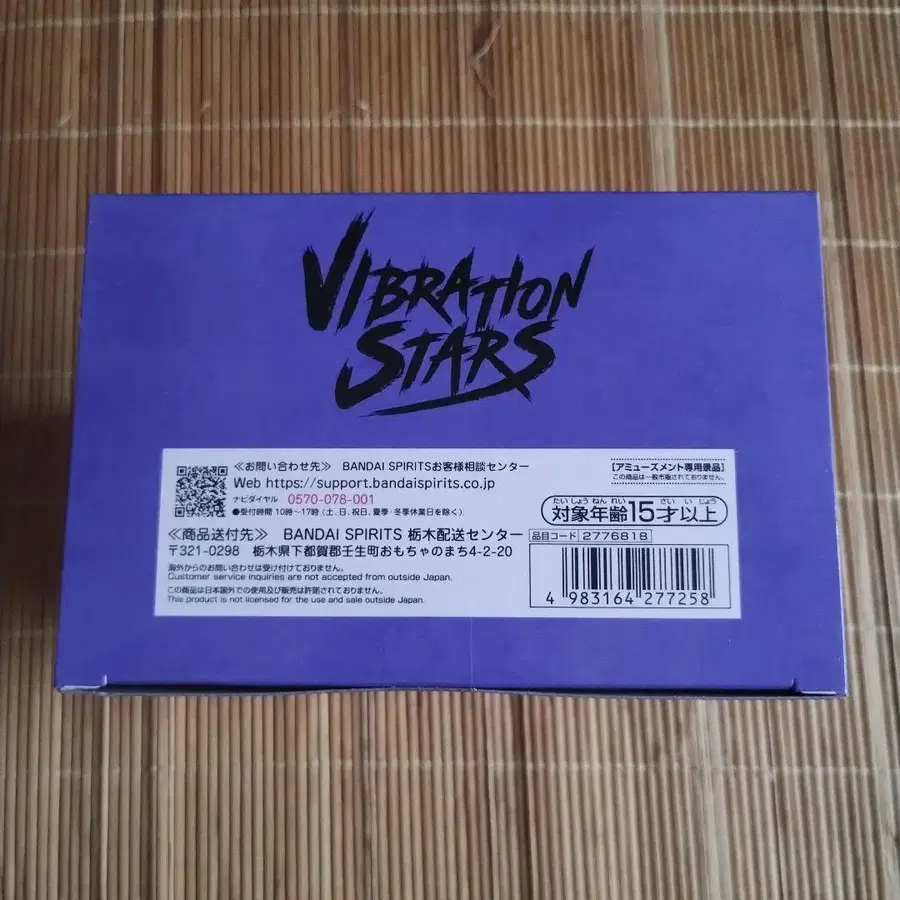 VIBRATION
STARS
≪お問い合わせ先≫ BANDAI SPIRITSお客様相談センター
Web https://support.bandaispirits.co.jp
ナビダイヤル 0570-078-001
●受付時間 10時〜17時 (土、日、祝日、夏季・冬季休業日を除く)
≪商品送付先≫ BANDAI SPIRITS 栃木配送センター
〒321-0298 栃木県下都賀郡壬生町おもちゃのまち4-2-20
海外からのお問い合わせは受け付けておりません。
Customer service inquiries are not accepted from outside Japan.
この商品は日本国外での使用及び販売は許諾されておりません。
This product is not licensed for the use and sale outside Japan.
[アミューズメント専用景品]
この商品は一般市販されておりません。
たいしょうねんれい さいいじょう
対象年齢15才以上
品目コード 2776818
4 983164 277258